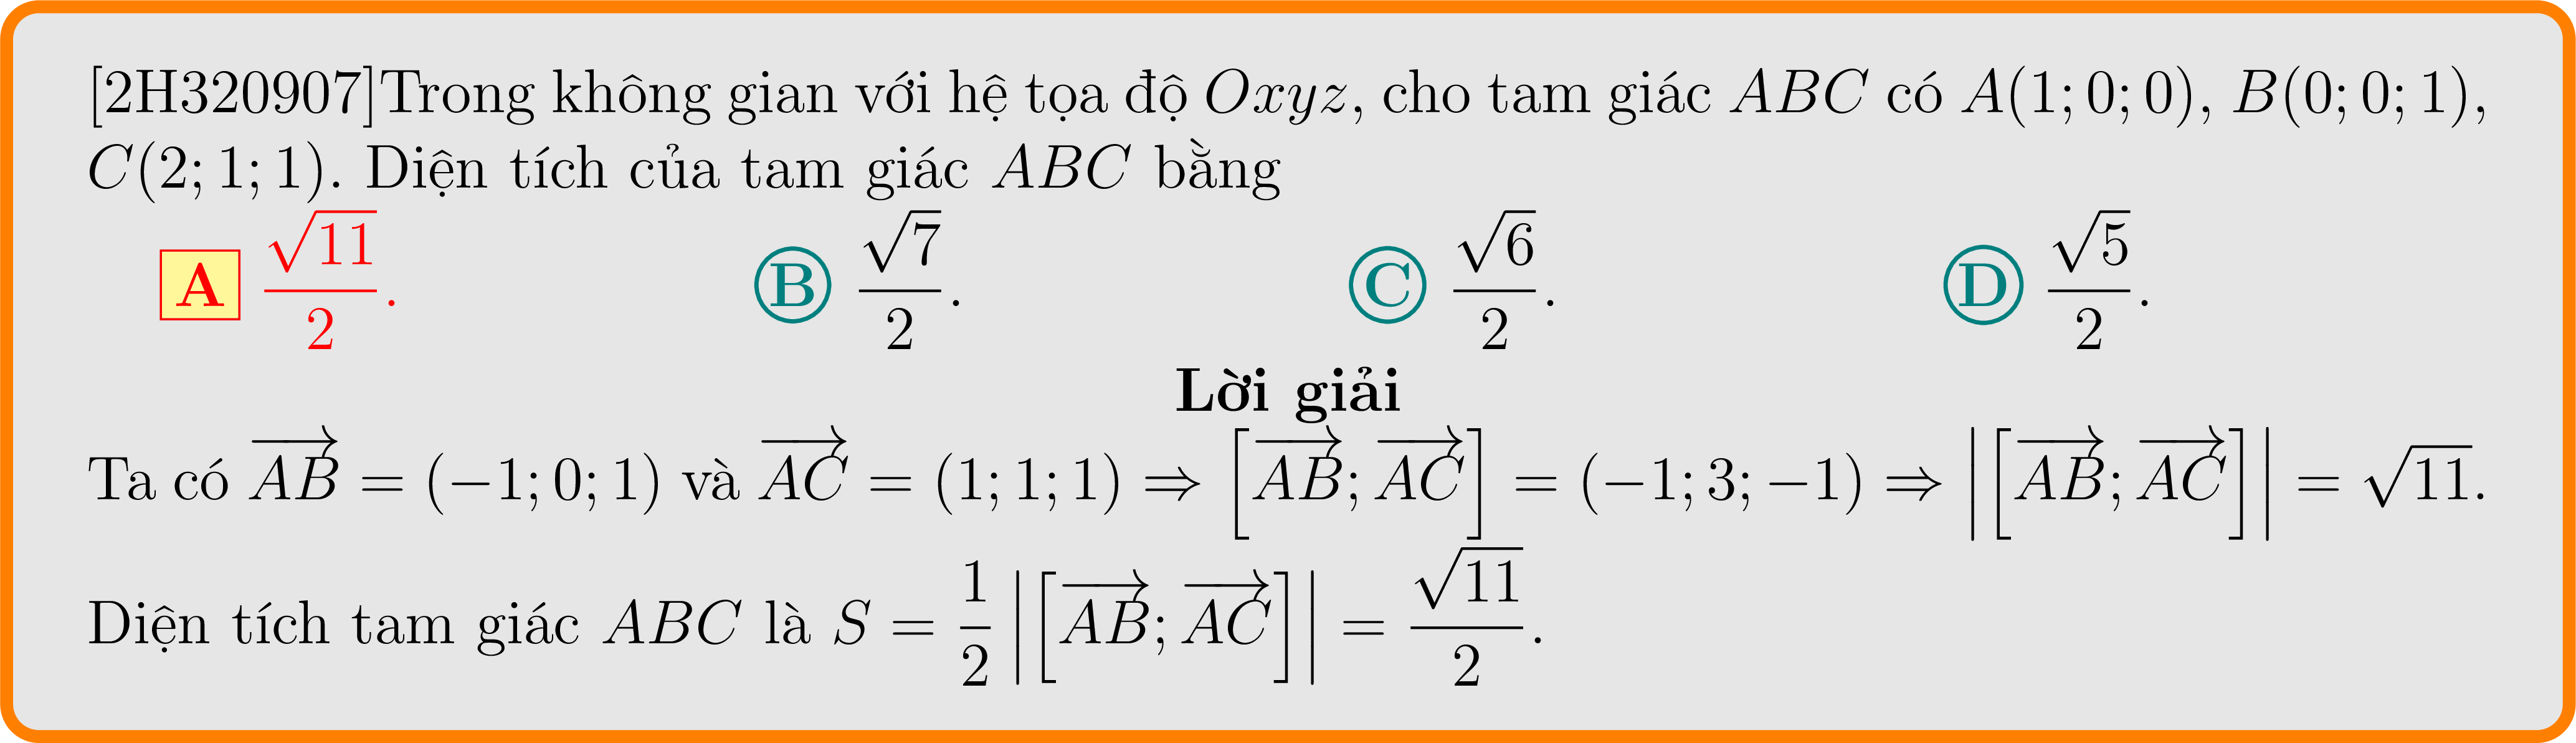 [2H320907]Trong không gian với hệ tọa độ Oxyz, cho tam giác ABC có A(1; 0; 0), B(0; 0; 1),
C(2; 1; 1). Diện tích của tam giác ABC bằng
A $\frac{\sqrt{11}}{2}$. B $\frac{\sqrt{7}}{2}$. C $\frac{\sqrt{6}}{2}$. D $\frac{\sqrt{5}}{2}$.
Lời giải
Ta có $\overrightarrow{AB} = (-1; 0; 1)$ và $\overrightarrow{AC} = (1; 1; 1) \Rightarrow \left[\overrightarrow{AB}; \overrightarrow{AC}\right] = (-1; 3; -1) \Rightarrow \left|\left[\overrightarrow{AB}; \overrightarrow{AC}\right]\right| = \sqrt{11}$.
Diện tích tam giác ABC là $S = \frac{1}{2}\left|\left[\overrightarrow{AB}; \overrightarrow{AC}\right]\right| = \frac{\sqrt{11}}{2}$.